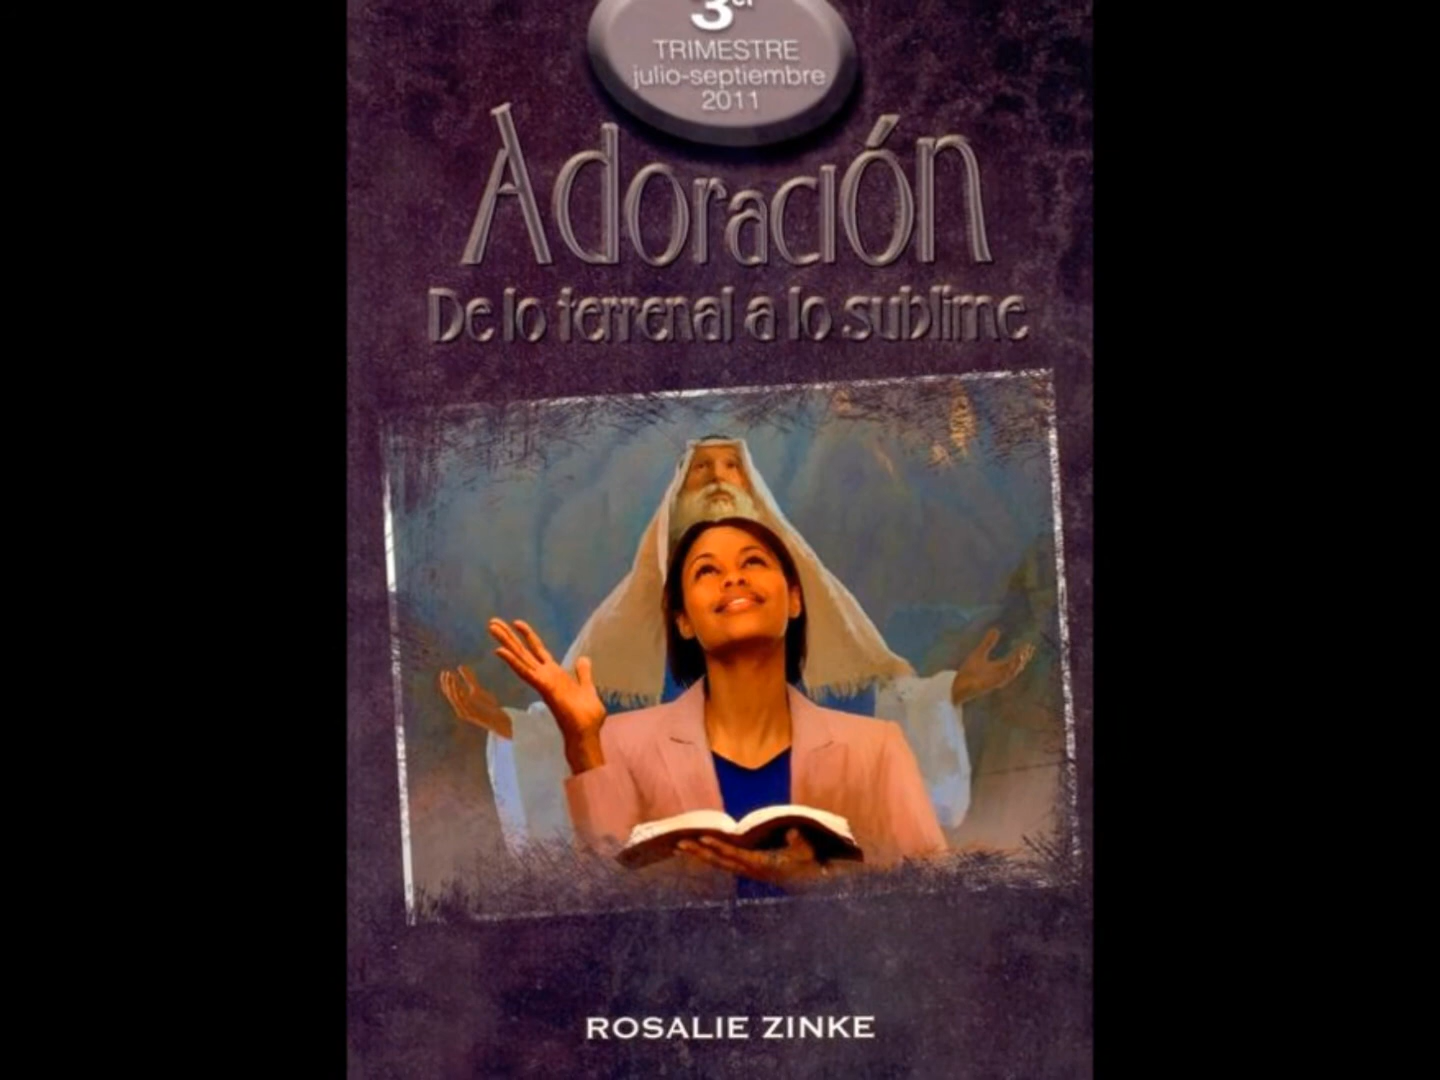 3er
TRIMESTRE
julio-septiembre
2011
Adoración
De lo terrenal a lo sublime
ROSALIE ZINKE